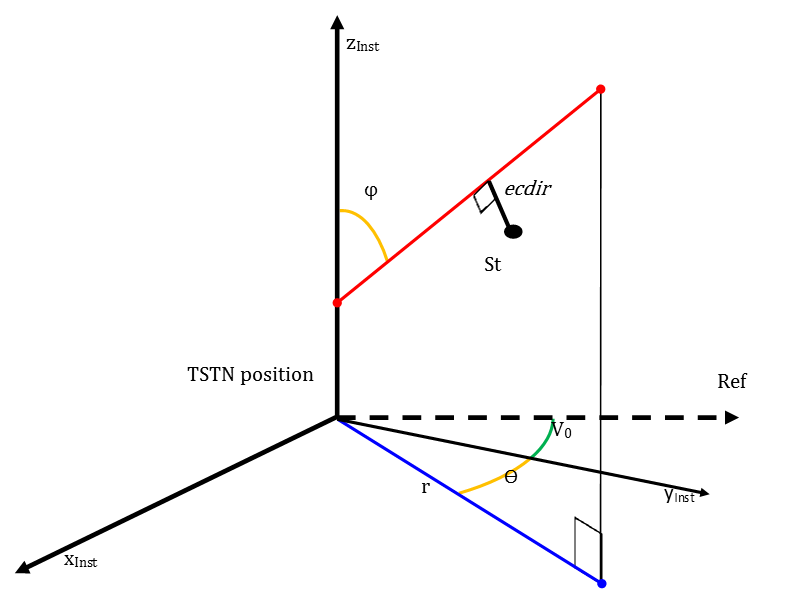 zInst
φ
ecdir
St
TSTN position
Ref
V0
Θ
r
yinst
xInst